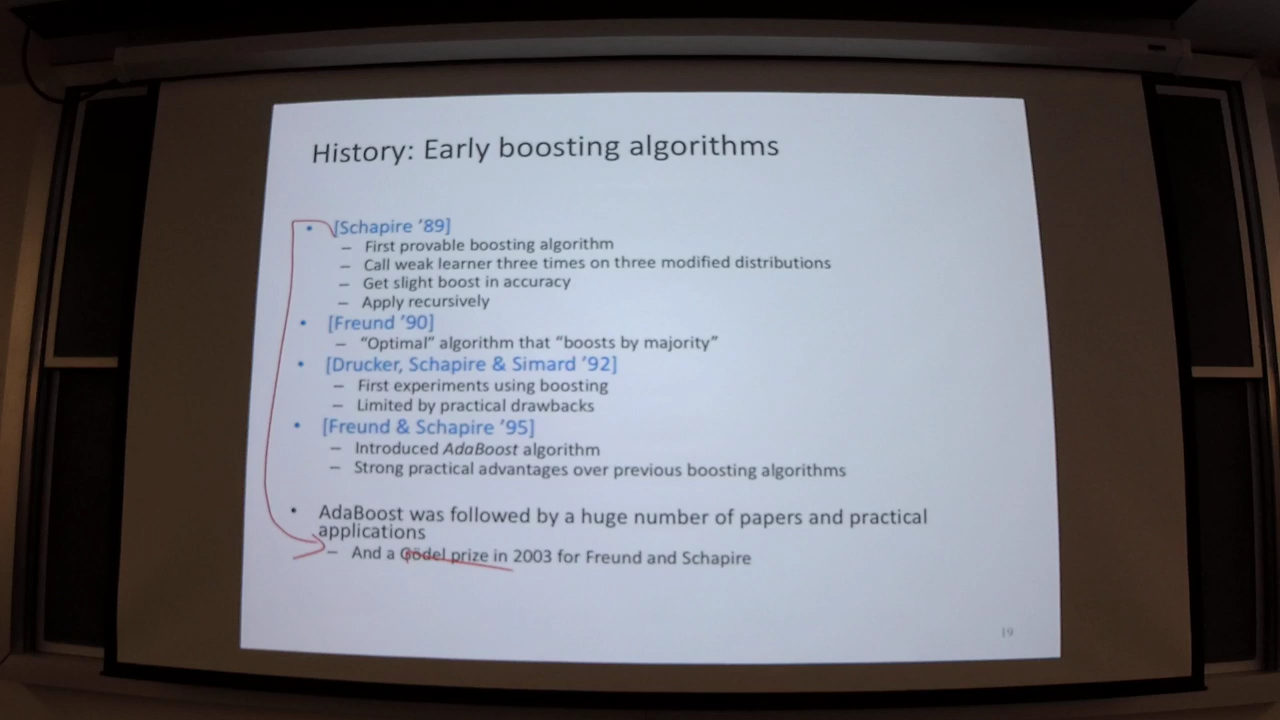 History: Early boosting algorithms
• [Schapire ’89]
– First provable boosting algorithm
– Call weak learner three times on three modified distributions
– Get slight boost in accuracy
– Apply recursively
• [Freund ’90]
– “Optimal” algorithm that “boosts by majority”
• [Drucker, Schapire & Simard ’92]
– First experiments using boosting
– Limited by practical drawbacks
• [Freund & Schapire ’95]
– Introduced AdaBoost algorithm
– Strong practical advantages over previous boosting algorithms
• AdaBoost was followed by a huge number of papers and practical
applications
– And a Gödel prize in 2003 for Freund and Schapire
19